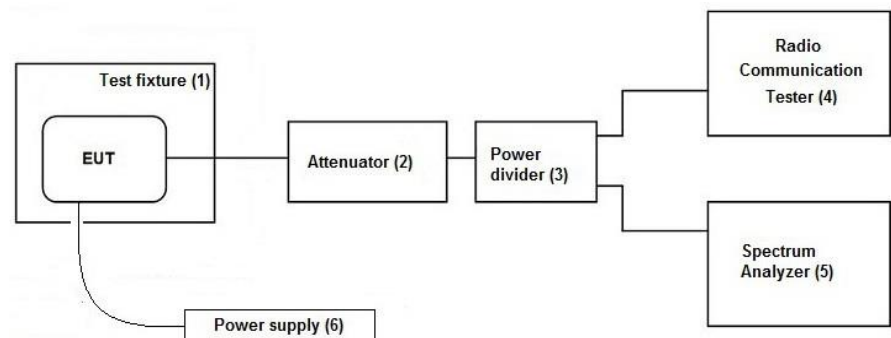 Test fixture (1)
EUT
Attenuator (2)
Power
divider (3)
Radio
Communication
Tester (4)
Spectrum
Analyzer (5)
Power supply (6)